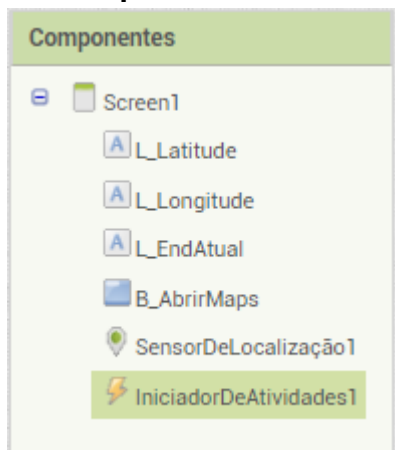 Componentes
Screen1
L_Latitude
L_Longitude
L_EndAtual
B_AbrirMaps
SensorDeLocalização1
IniciadorDeAtividades1